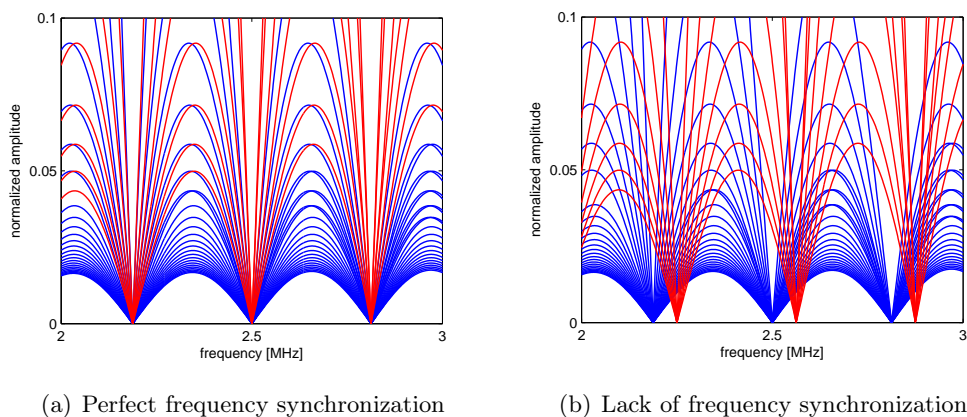 0.1
0.05
0
normalized amplitude
2
2.5
3
frequency [MHz]
(a) Perfect frequency synchronization
0.1
0.05
0
normalized amplitude
2
2.5
3
frequency [MHz]
(b) Lack of frequency synchronization